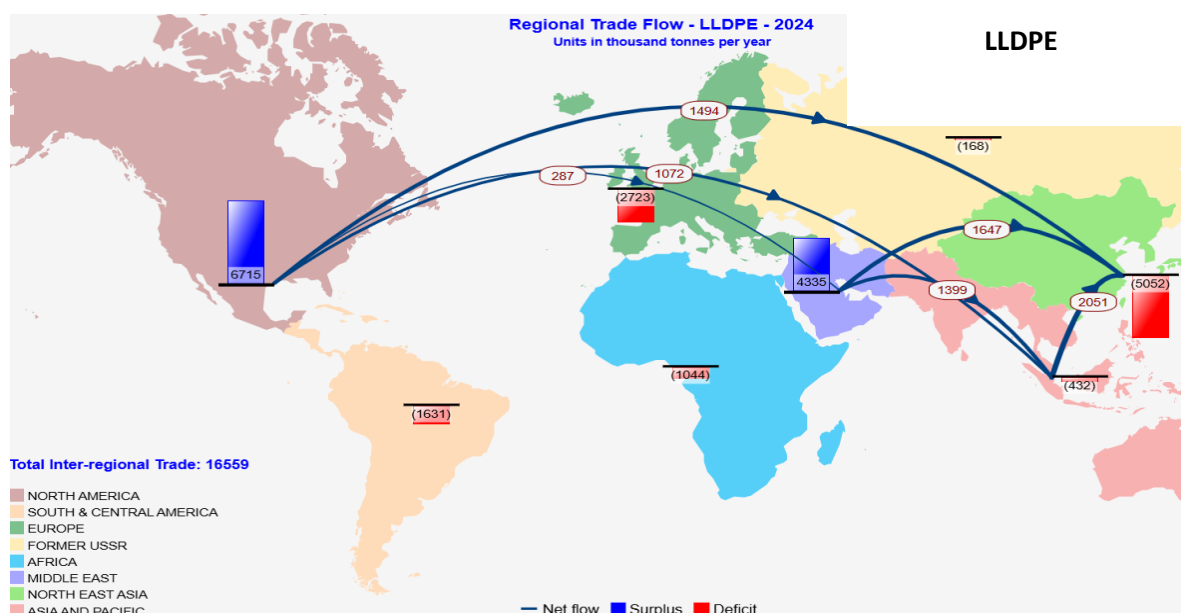 Regional Trade Flow - LLDPE - 2024
Units in thousand tonnes per year
LLDPE
1494
(168)
287
1072
(2723)
1647
6715
4335
1399
(5052)
2051
(1044)
(432)
(1631)
Total Inter-regional Trade: 16559
NORTH AMERICA
SOUTH & CENTRAL AMERICA
EUROPE
FORMER USSR
AFRICA
MIDDLE EAST
NORTH EAST ASIA
ASIA AND PACIFIC
Net flow Surplus Deficit